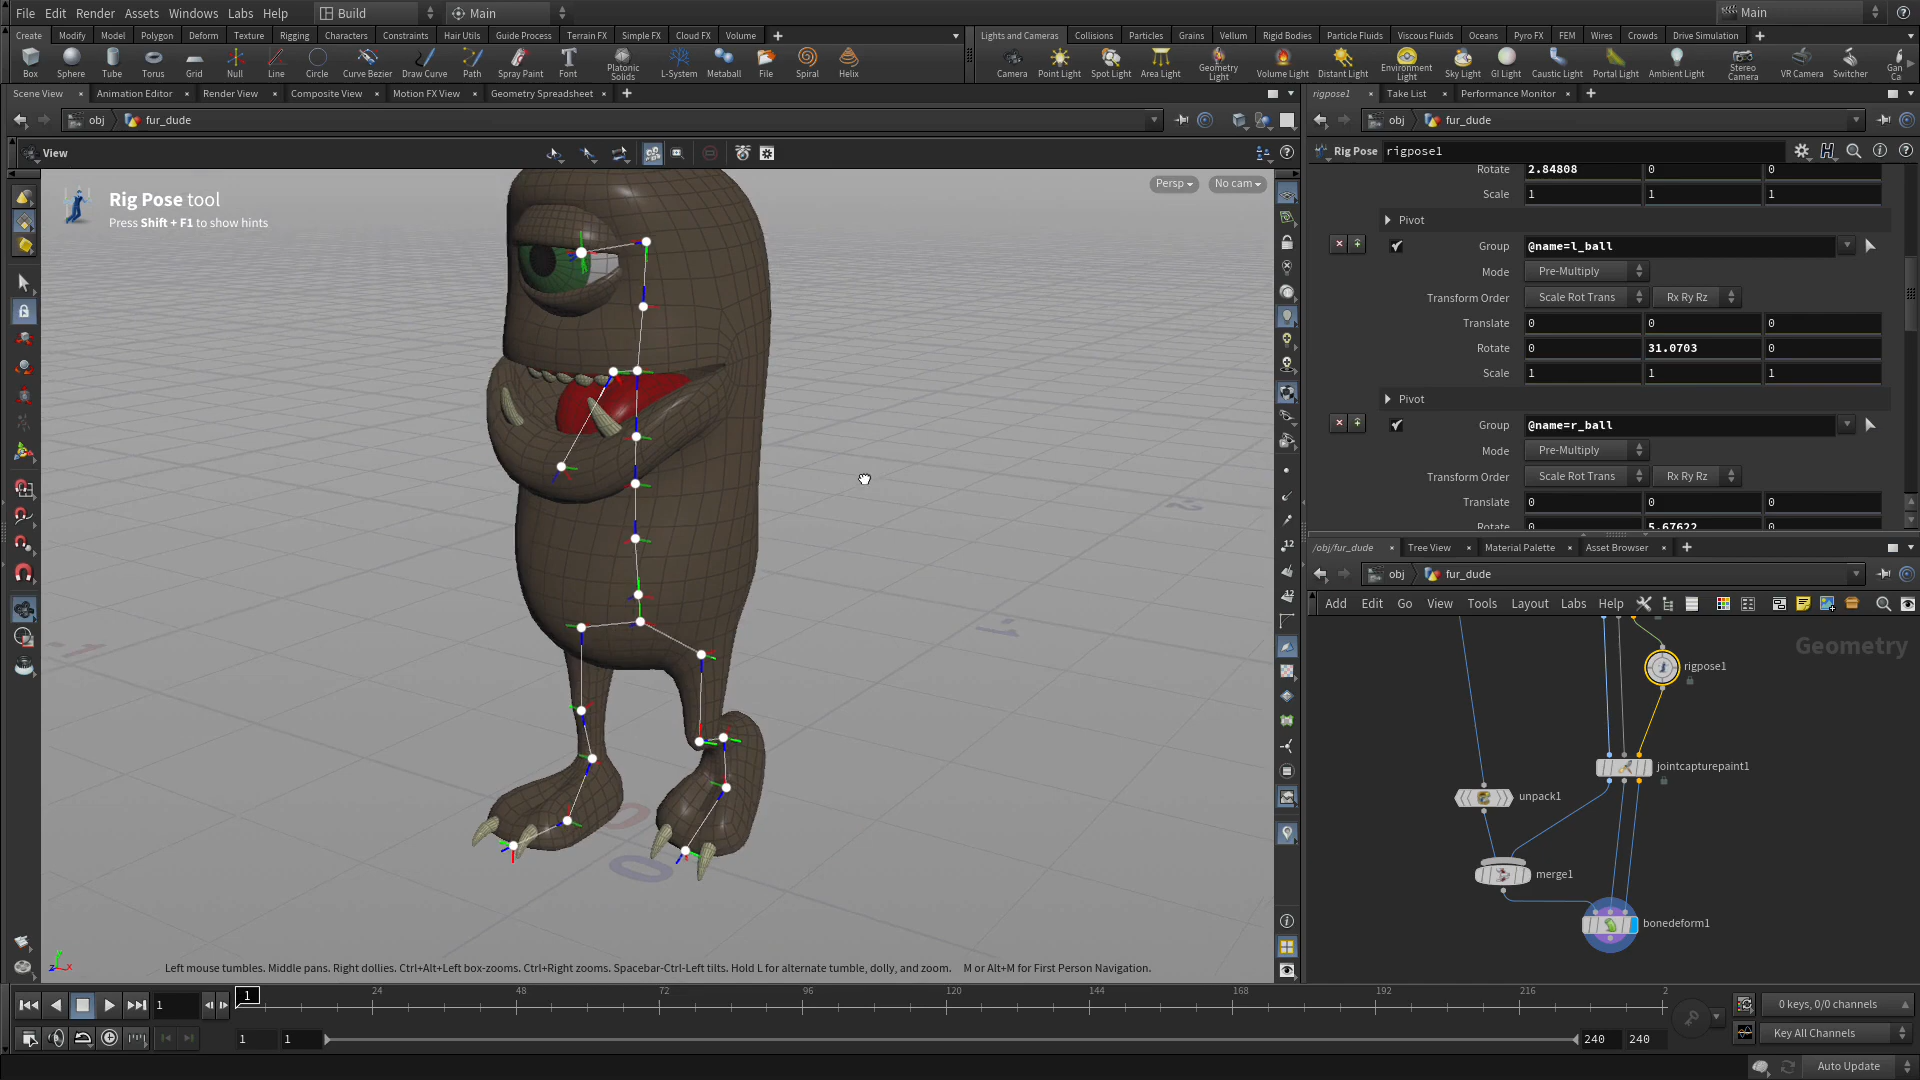 File Edit Render Assets Windows Labs Help Build Main Main
Create Modify Model Polygon Deform Texture Rigging Characters Constraints Hair Utils Guide Process Terrain FX Simple FX Cloud FX Volume
Lights and Cameras Collisions Particles Grains Vellum Rigid Bodies Particle Fluids Viscous Fluids Oceans Pyro FX FEM Wires Crowds Drive Simulation
Box Sphere Tube Torus Grid Null Line Circle Curve Bezier Draw Curve Path Spray Paint Font Platonic Solids L-System Metaball File Spiral Helix
Camera Point Light Spot Light Area Light Geometry Light Volume Light Distant Light Environment Light Sky Light GI Light Caustic Light Portal Light Ambient Light Stereo Camera VR Camera Switcher Gan Ca
Scene View Animation Editor Render View Composite View Motion FX View Geometry Spreadsheet
rigpose1 Take List Performance Monitor
obj fur_dude
obj fur_dude
View
Rig Pose rigpose1
Rig Pose tool
Press Shift + F1 to show hints
Persp No cam
Rotate 2.84808 0 0
Scale 1 1 1
Pivot
Group @name=l_ball
Mode Pre-Multiply
Transform Order Scale Rot Trans Rx Ry Rz
Translate 0 0 0
Rotate 0 31.0703 0
Scale 1 1 1
Pivot
Group @name=r_ball
Mode Pre-Multiply
Transform Order Scale Rot Trans Rx Ry Rz
Translate 0 0 0
Rotate 0 5.67622 0
/obj/fur_dude Tree View Material Palette Asset Browser
obj fur_dude
Add Edit Go View Tools Layout Labs Help
Geometry
rigpose1
jointcapturepaint1
unpack1
merge1
bonedeform1
12
12
0
0
z x
Left mouse tumbles. Middle pans. Right dollies. Ctrl+Alt+Left box-zooms. Ctrl+Right zooms. Spacebar-Ctrl-Left tilts. Hold L for alternate tumble, dolly, and zoom. M or Alt+M for First Person Navigation.
1 1 24 48 72 96 120 144 168 192 216 2
0 keys, 0/0 channels
1 1 240 240
Key All Channels
Auto Update